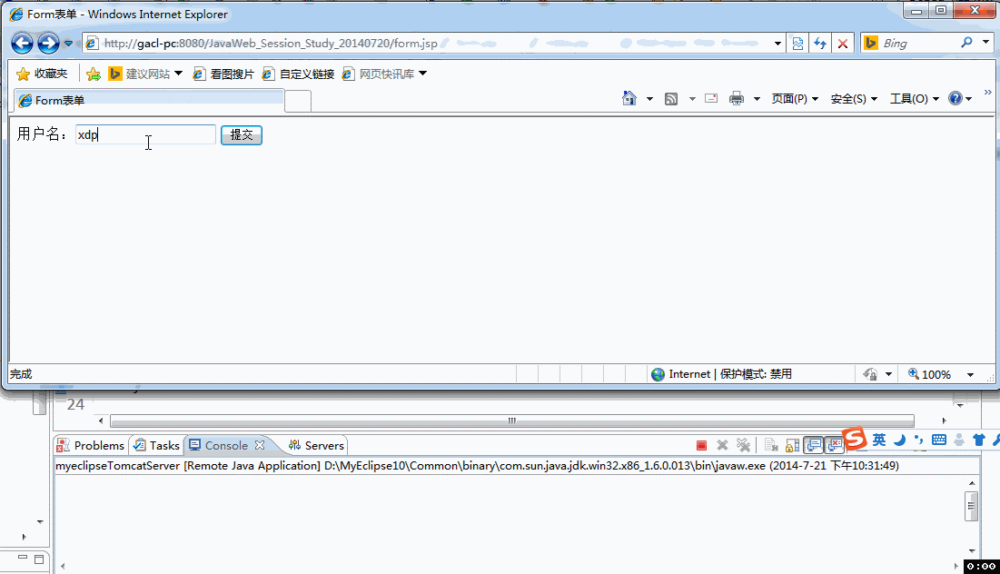 Form表单 - Windows Internet Explorer
http://gacl-pc:8080/JavaWeb_Session_Study_20140720/form.jsp Bing
收藏夹 建议网站 看图搜片 自定义链接 网页快讯库
Form表单 页面(P) 安全(S) 工具(O) »
用户名： xdp 提交
完成 Internet | 保护模式: 禁用 100%
24
Problems Tasks Console Servers 英
myeclipseTomcatServer [Remote Java Application] D:\MyEclipse10\Common\binary\com.sun.java.jdk.win32.x86_1.6.0.013\bin\javaw.exe (2014-7-21 下午10:31:49)
0:00